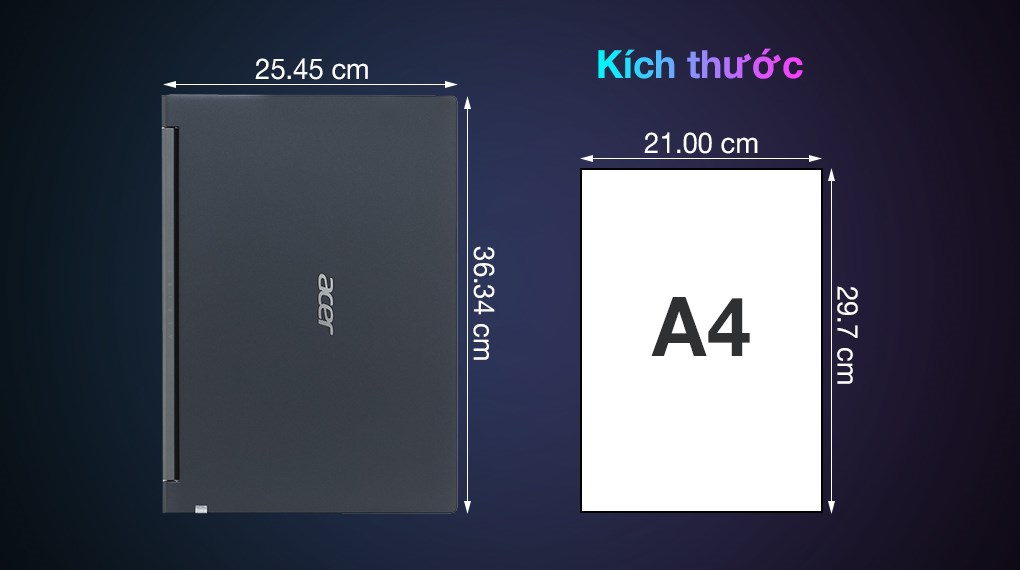 Kích thước
25.45 cm
36.34 cm
acer
21.00 cm
A4
29.7 cm